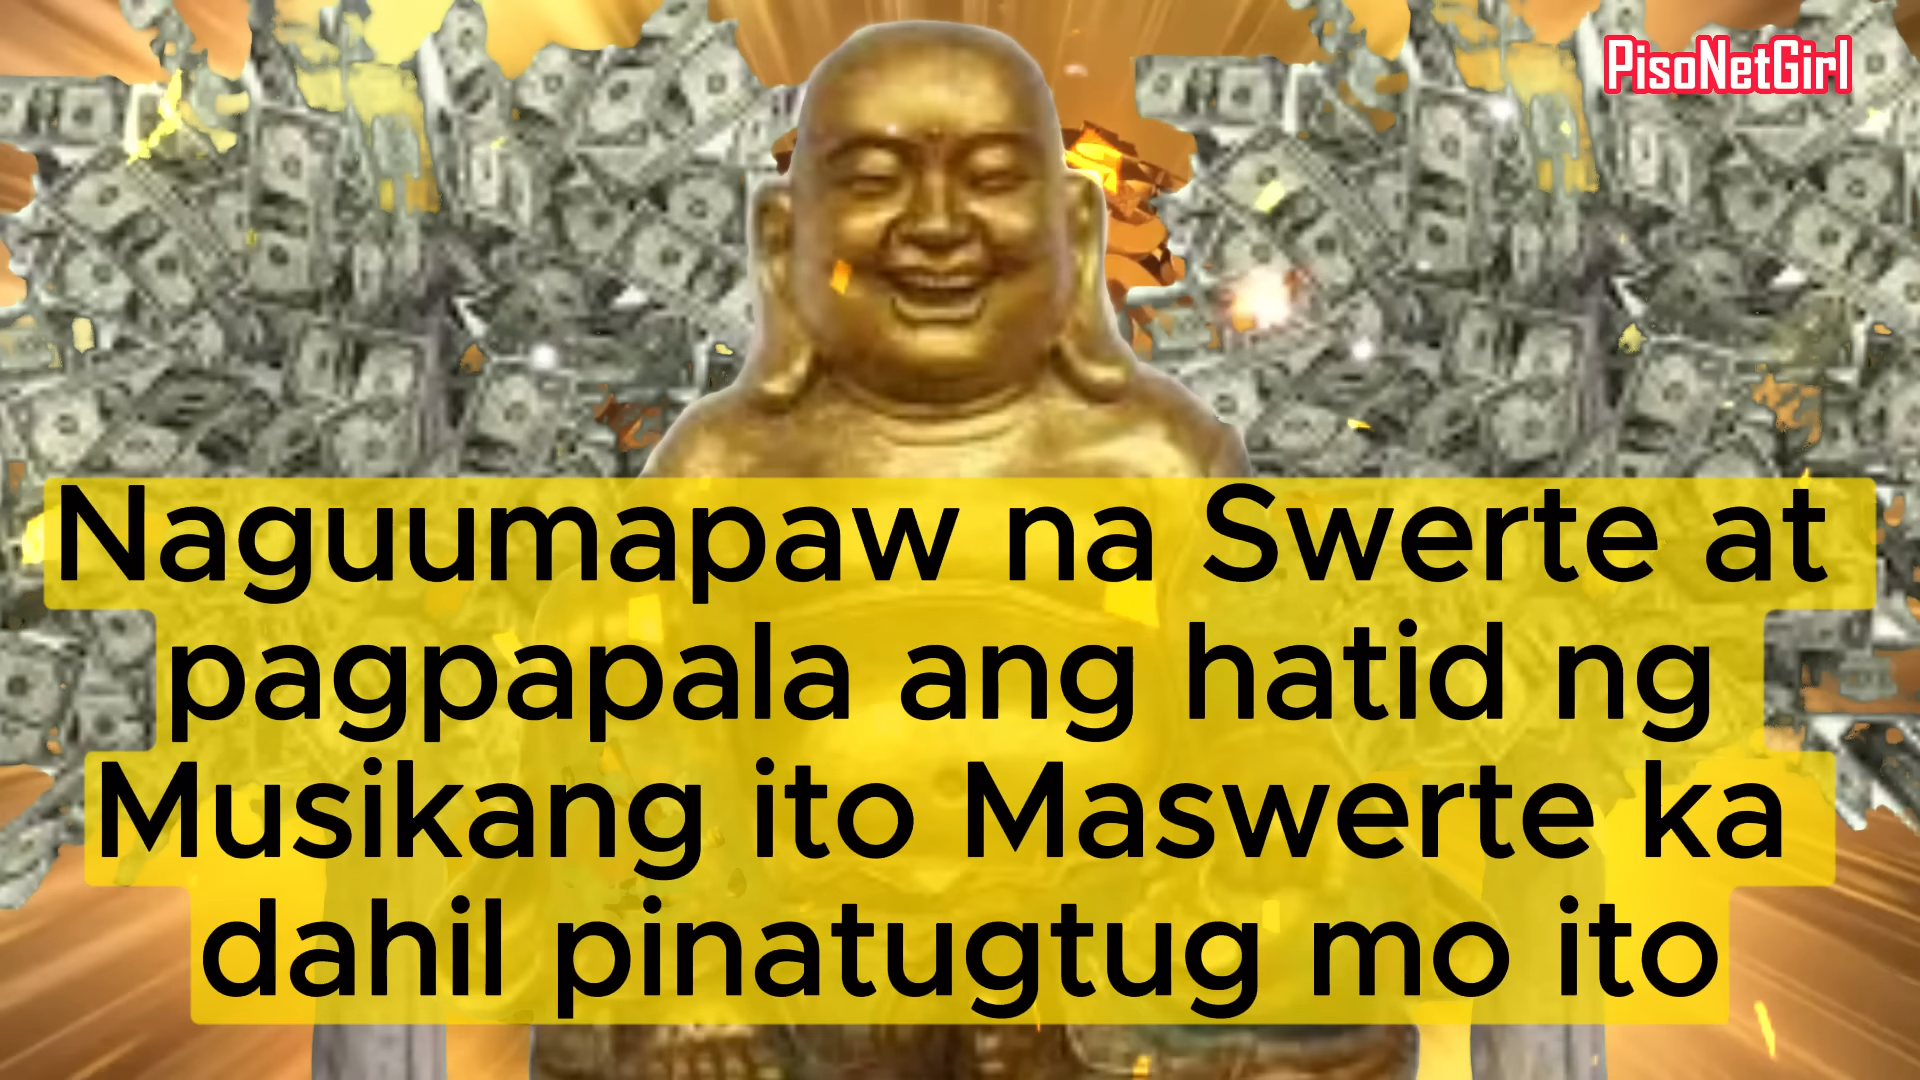 PisoNetGirl
Naguumapaw na Swerte at
pagpapala ang hatid ng
Musikang ito Maswerte ka
dahil pinatugtug mo ito